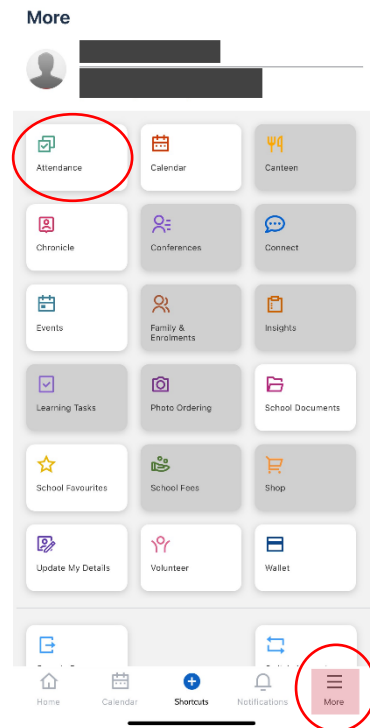 More
Attendance
Calendar
Canteen
Chronicle
Conferences
Connect
Events
Family &
Enrolments
Insights
Learning Tasks
Photo Ordering
School Documents
School Favourites
School Fees
Shop
Update My Details
Volunteer
Wallet
Home
Calendar
Shortcuts
Notifications
More